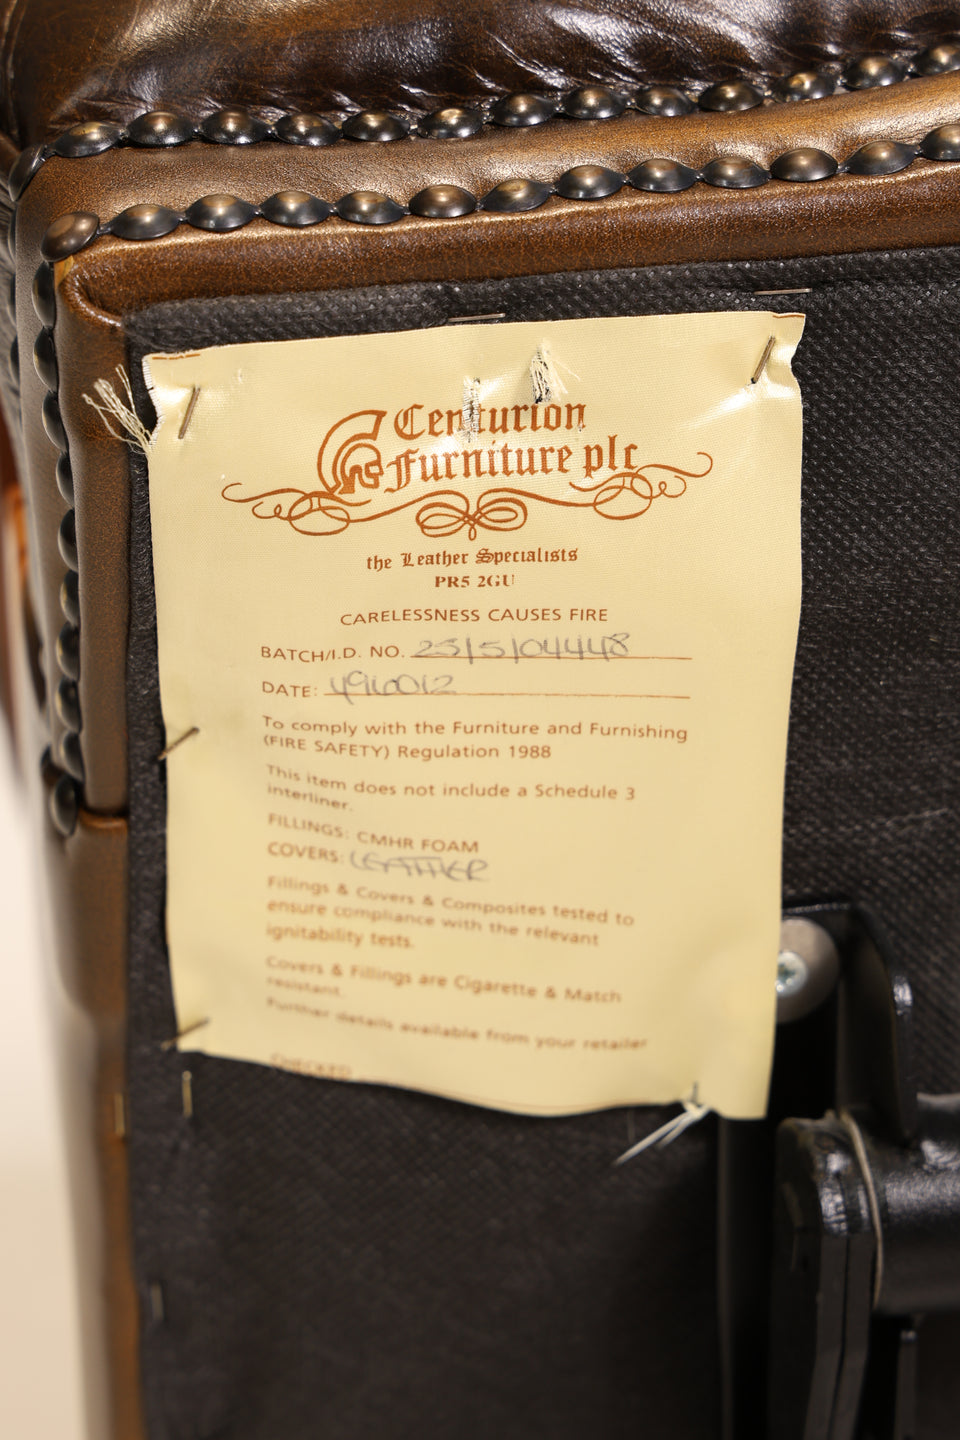 Centurion
Furniture plc
the Leather Specialists
PR5 2GU
CARELESSNESS CAUSES FIRE
BATCH/I.D. NO. 23/5/04448
DATE: 4916012
To comply with the Furniture and Furnishing
(FIRE SAFETY) Regulation 1988
This item does not include a Schedule 3
interliner.
FILLINGS: CMHR FOAM
COVERS: LEATHER
Fillings & Covers & Composites tested to
ensure compliance with the relevant
ignitability tests.
Covers & Fillings are Cigarette & Match
resistant.
Further details available from your retailer
CHECKED